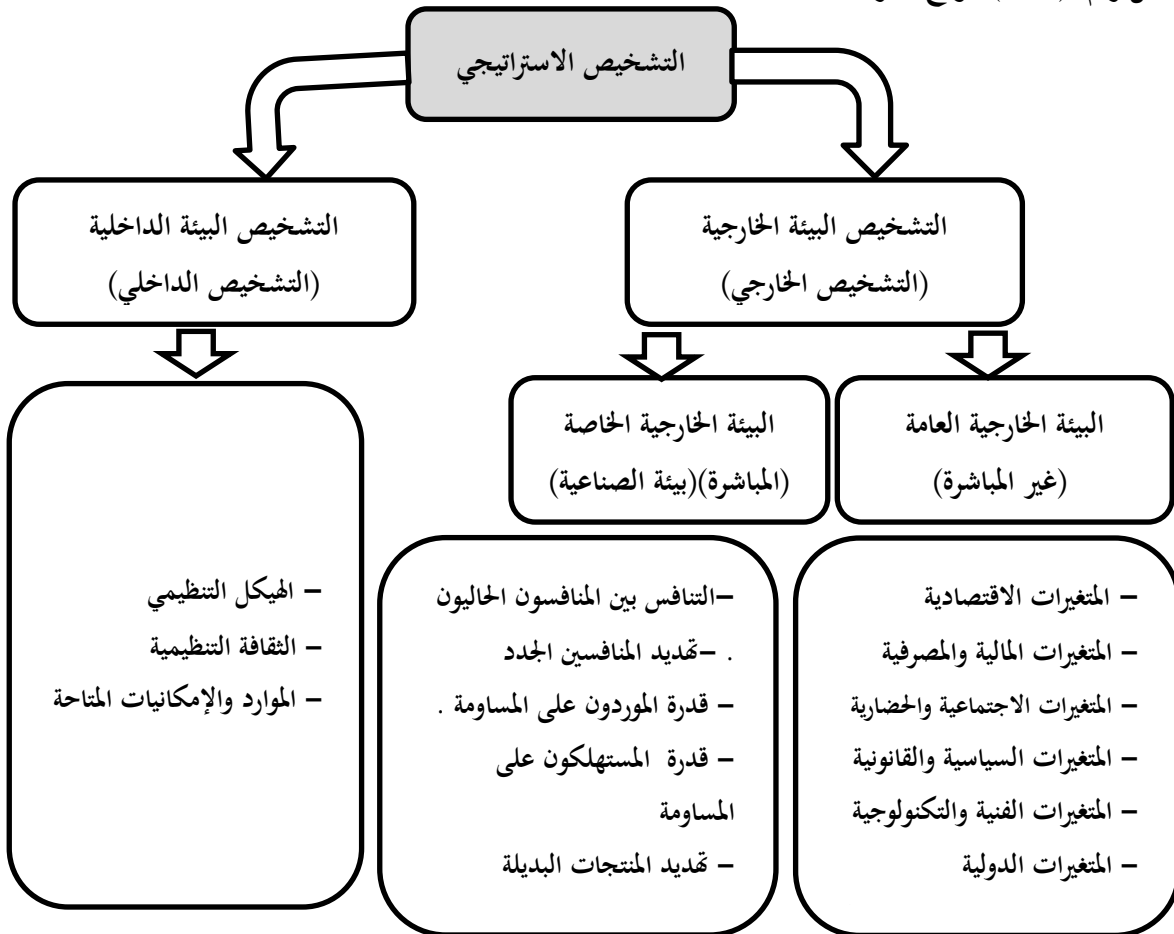 التشخيص الاستراتيجي
التشخيص البيئة الخارجية
(التشخيص الخارجي)
التشخيص البيئة الداخلية
(التشخيص الداخلي)
البيئة الخارجية العامة
(غير المباشرة)
البيئة الخارجية الخاصة
(المباشرة)(بيئة الصناعية)
– المتغيرات الاقتصادية
– المتغيرات المالية والمصرفية
– المتغيرات الاجتماعية والحضارية
– المتغيرات السياسية والقانونية
– المتغيرات الفنية والتكنولوجية
– المتغيرات الدولية
–التنافس بين المنافسون الحاليون
. –تهديد المنافسين الجدد
– قدرة الموردون على المساومة .
– قدرة المستهلكون على
المساومة
– تهديد المنتجات البديلة
– الهيكل التنظيمي
– الثقافة التنظيمية
– الموارد والإمكانيات المتاحة